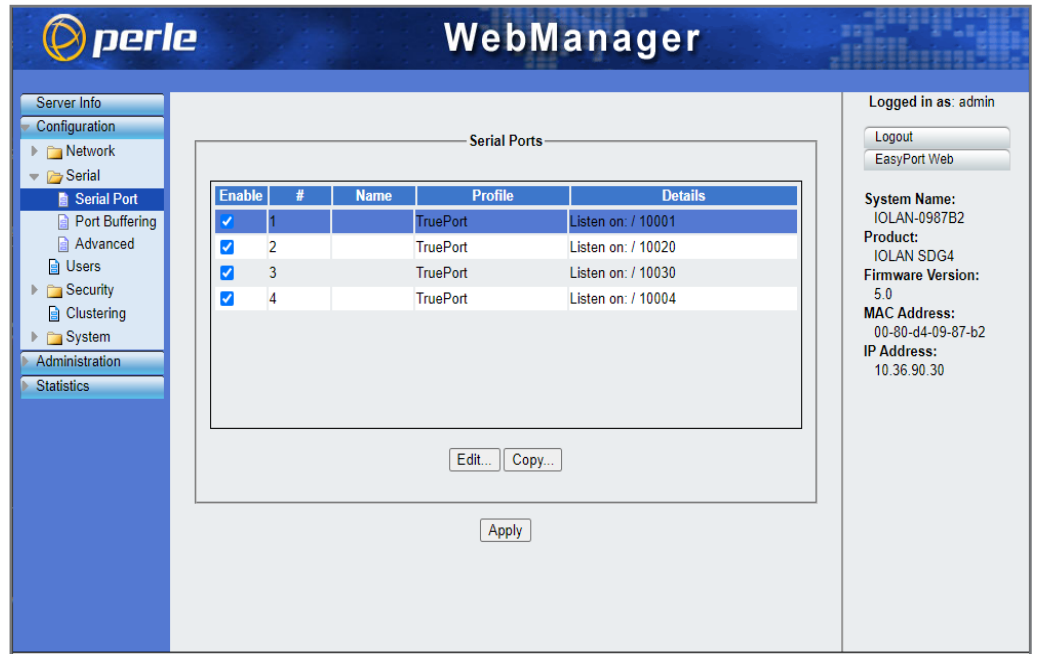 perle
WebManager
Server Info
Configuration
Network
Serial
Serial Port
Port Buffering
Advanced
Users
Security
Clustering
System
Administration
Statistics
Serial Ports
Enable # Name Profile Details
1 TruePort Listen on: / 10001
2 TruePort Listen on: / 10020
3 TruePort Listen on: / 10030
4 TruePort Listen on: / 10004
Edit... Copy...
Apply
Logged in as: admin
Logout
EasyPort Web
System Name:
IOLAN-0987B2
Product:
IOLAN SDG4
Firmware Version:
5.0
MAC Address:
00-80-d4-09-87-b2
IP Address:
10.36.90.30